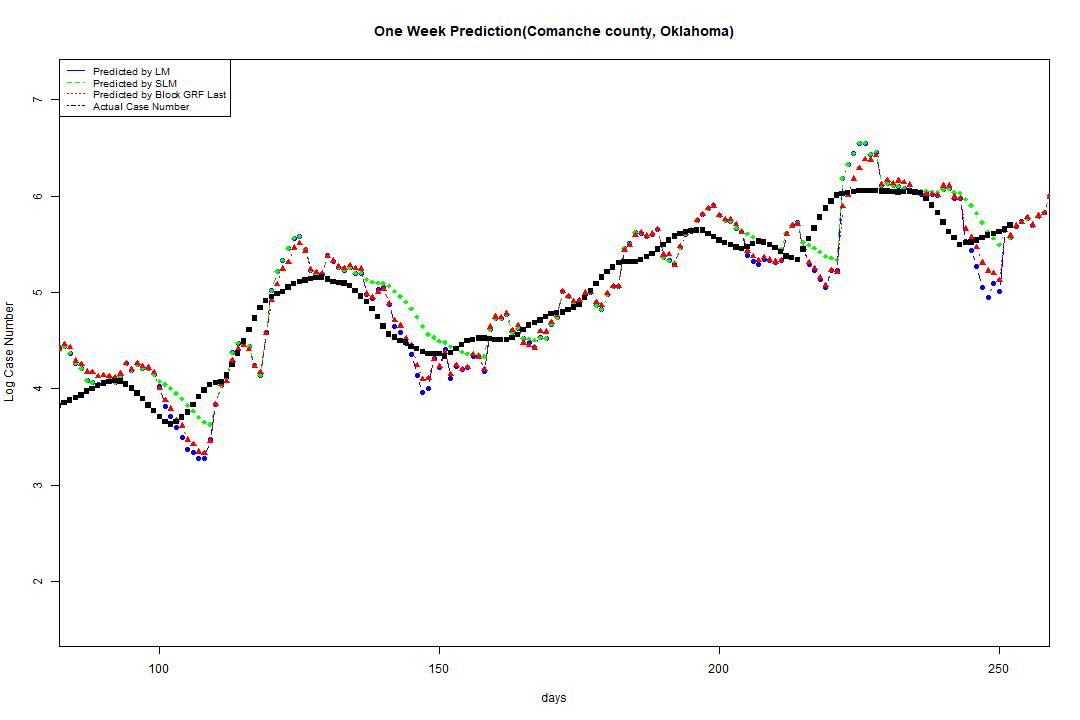 One Week Prediction(Comanche county, Oklahoma)
Predicted by LM
Predicted by SLM
Predicted by Block GRF Last
Actual Case Number
7
6
5
4
3
2
Log Case Number
100 150 200 250
days